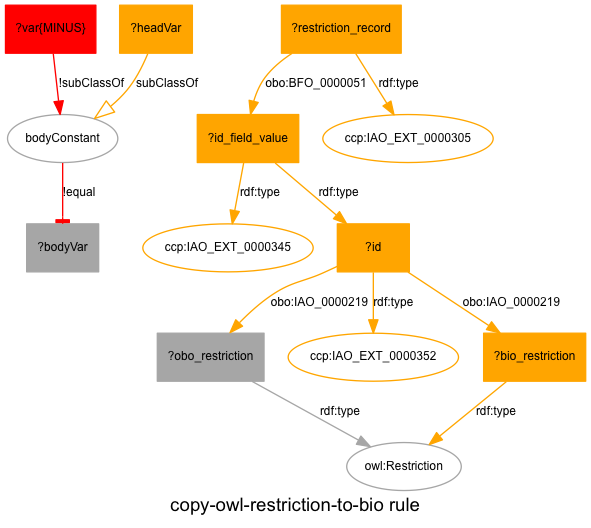 ?var{MINUS}
?headVar
?restriction_record
!subClassOf
subClassOf
obo:BFO_0000051
rdf:type
bodyConstant
?id_field_value
ccp:IAO_EXT_0000305
!equal
rdf:type
rdf:type
?bodyVar
ccp:IAO_EXT_0000345
?id
obo:IAO_0000219
rdf:type
obo:IAO_0000219
?obo_restriction
ccp:IAO_EXT_0000352
?bio_restriction
rdf:type
rdf:type
owl:Restriction
copy-owl-restriction-to-bio rule